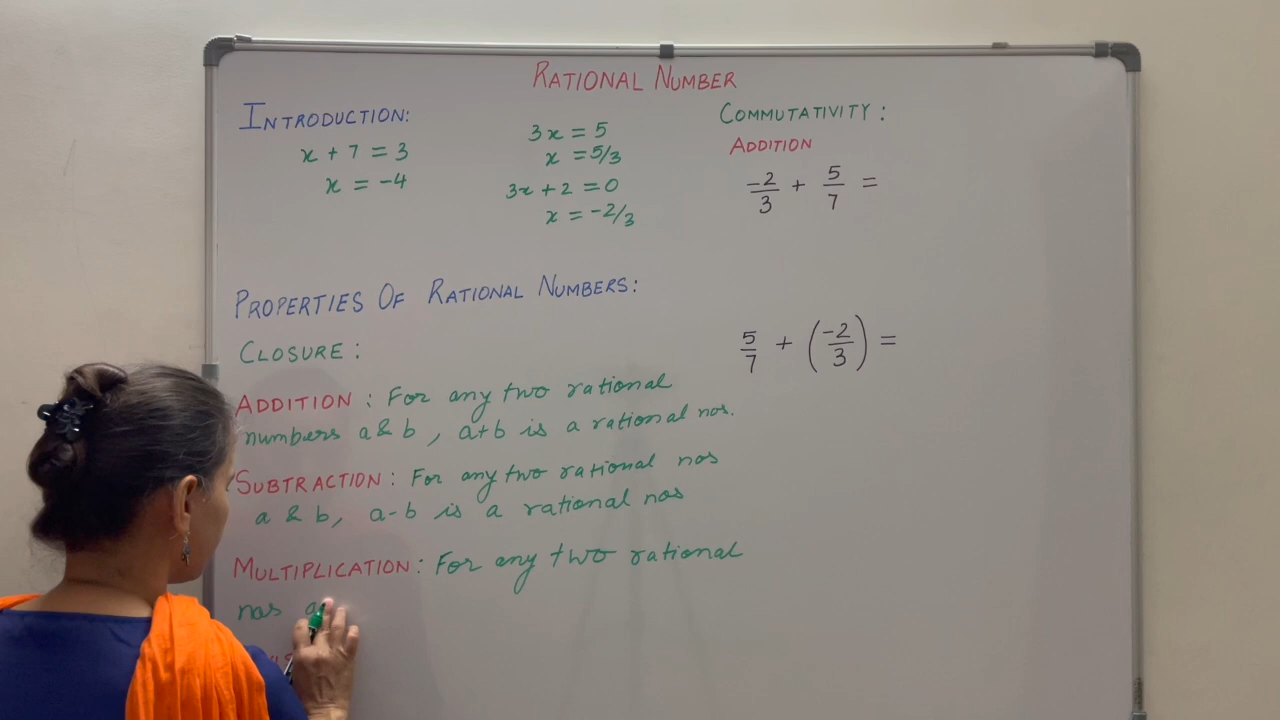 RATIONAL NUMBER
INTRODUCTION:
x + 7 = 3
x = -4
3x = 5
x = 5/3
3x + 2 = 0
x = -2/3
PROPERTIES OF RATIONAL NUMBERS:
CLOSURE:
ADDITION : For any two rational
numbers a & b, a+b is a rational nos.
SUBTRACTION : For any two rational nos
a & b, a-b is a rational nos
MULTIPLICATION : For any two rational
nos a
COMMUTATIVITY :
ADDITION
-2/3 + 5/7 =
5/7 + (-2/3) =